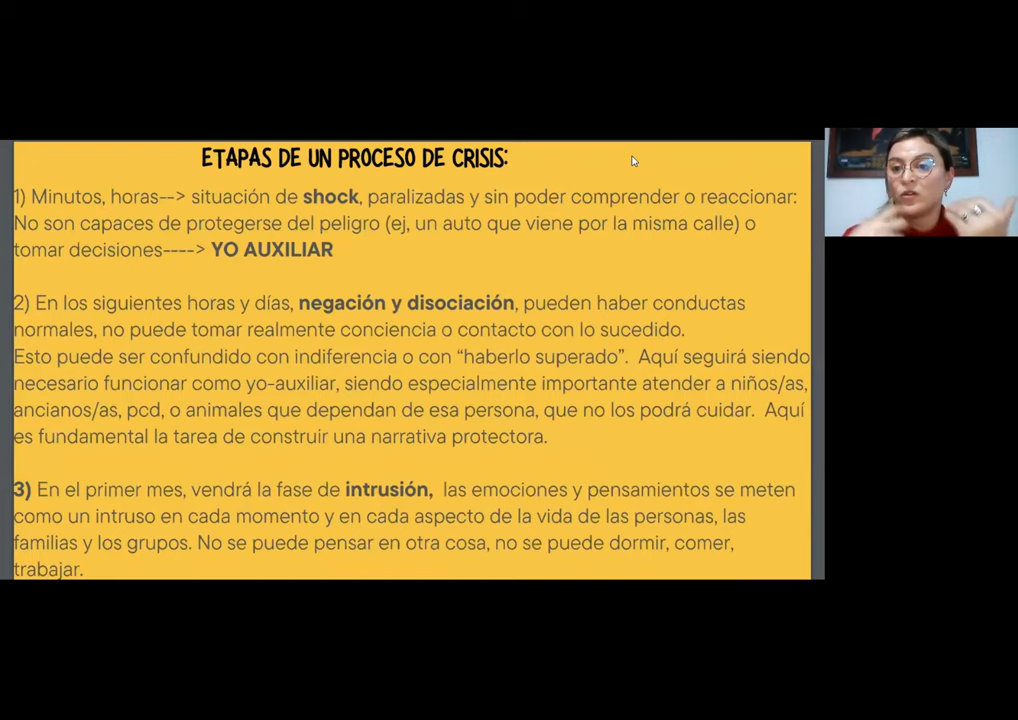 ETAPAS DE UN PROCESO DE CRISIS:
1) Minutos, horas--> situación de shock, paralizadas y sin poder comprender o reaccionar:
No son capaces de protegerse del peligro (ej, un auto que viene por la misma calle) o
tomar decisiones----> YO AUXILIAR
2) En los siguientes horas y días, negación y disociación, pueden haber conductas
normales, no puede tomar realmente conciencia o contacto con lo sucedido.
Esto puede ser confundido con indiferencia o con “haberlo superado”.  Aquí seguirá siendo
necesario funcionar como yo-auxiliar, siendo especialmente importante atender a niños/as,
ancianos/as, pcd, o animales que dependan de esa persona, que no los podrá cuidar.  Aquí
es fundamental la tarea de construir una narrativa protectora.
3) En el primer mes, vendrá la fase de intrusión,  las emociones y pensamientos se meten
como un intruso en cada momento y en cada aspecto de la vida de las personas, las
familias y los grupos. No se puede pensar en otra cosa, no se puede dormir, comer,
trabajar.